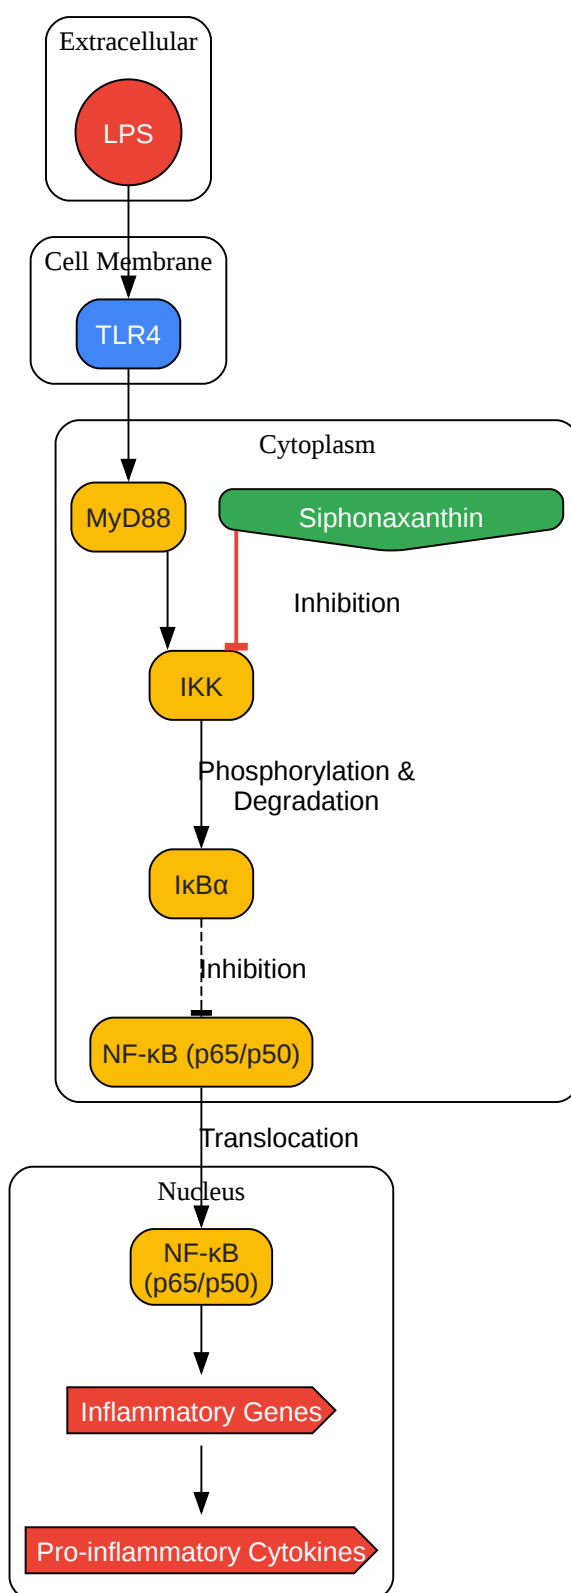 Extracellular
LPS
Cell Membrane
TLR4
Cytoplasm
MyD88
Siphonaxanthin
Inhibition
IKK
Phosphorylation &
Degradation
IκBα
Inhibition
NF-κB (p65/p50)
Translocation
Nucleus
NF-κB
(p65/p50)
Inflammatory Genes
Pro-inflammatory Cytokines